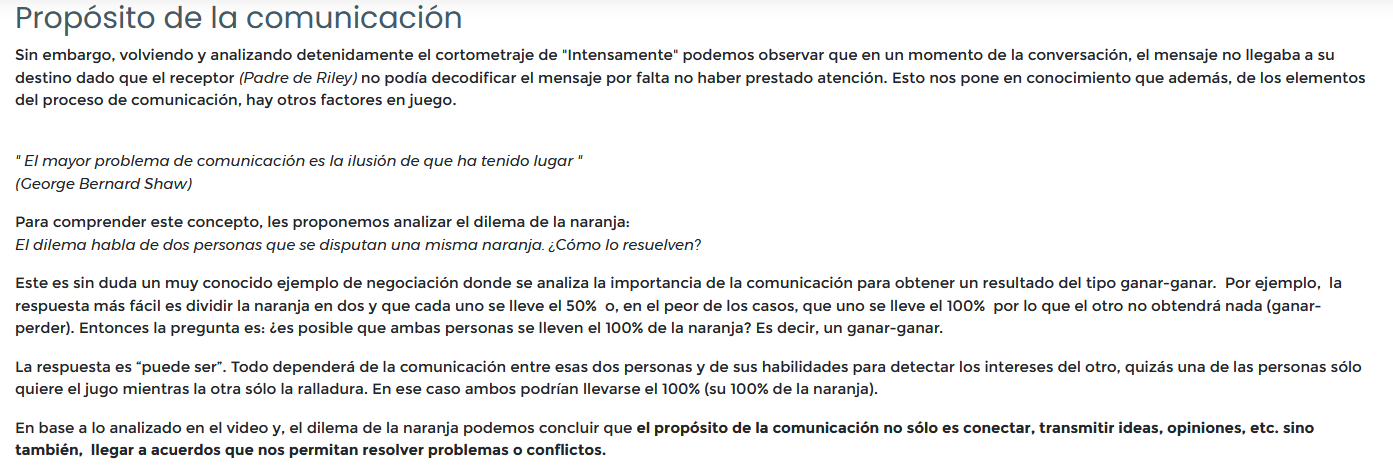 Propósito de la comunicación
Sin embargo, volviendo y analizando detenidamente el cortometraje de "Intensamente" podemos observar que en un momento de la conversación, el mensaje no llegaba a su
destino dado que el receptor (Padre de Riley) no podía decodificar el mensaje por falta no haber prestado atención. Esto nos pone en conocimiento que además, de los elementos
del proceso de comunicación, hay otros factores en juego.
" El mayor problema de comunicación es la ilusión de que ha tenido lugar "
(George Bernard Shaw)
Para comprender este concepto, les proponemos analizar el dilema de la naranja:
El dilema habla de dos personas que se disputan una misma naranja. ¿Cómo lo resuelven?
Este es sin duda un muy conocido ejemplo de negociación donde se analiza la importancia de la comunicación para obtener un resultado del tipo ganar-ganar.  Por ejemplo,  la
respuesta más fácil es dividir la naranja en dos y que cada uno se lleve el 50%  o, en el peor de los casos, que uno se lleve el 100%  por lo que el otro no obtendrá nada (ganar-
perder). Entonces la pregunta es: ¿es posible que ambas personas se lleven el 100% de la naranja? Es decir, un ganar-ganar.
La respuesta es “puede ser”. Todo dependerá de la comunicación entre esas dos personas y de sus habilidades para detectar los intereses del otro, quizás una de las personas sólo
quiere el jugo mientras la otra sólo la ralladura. En ese caso ambos podrían llevarse el 100% (su 100% de la naranja).
En base a lo analizado en el video y, el dilema de la naranja podemos concluir que el propósito de la comunicación no sólo es conectar, transmitir ideas, opiniones, etc. sino
también,  llegar a acuerdos que nos permitan resolver problemas o conflictos.